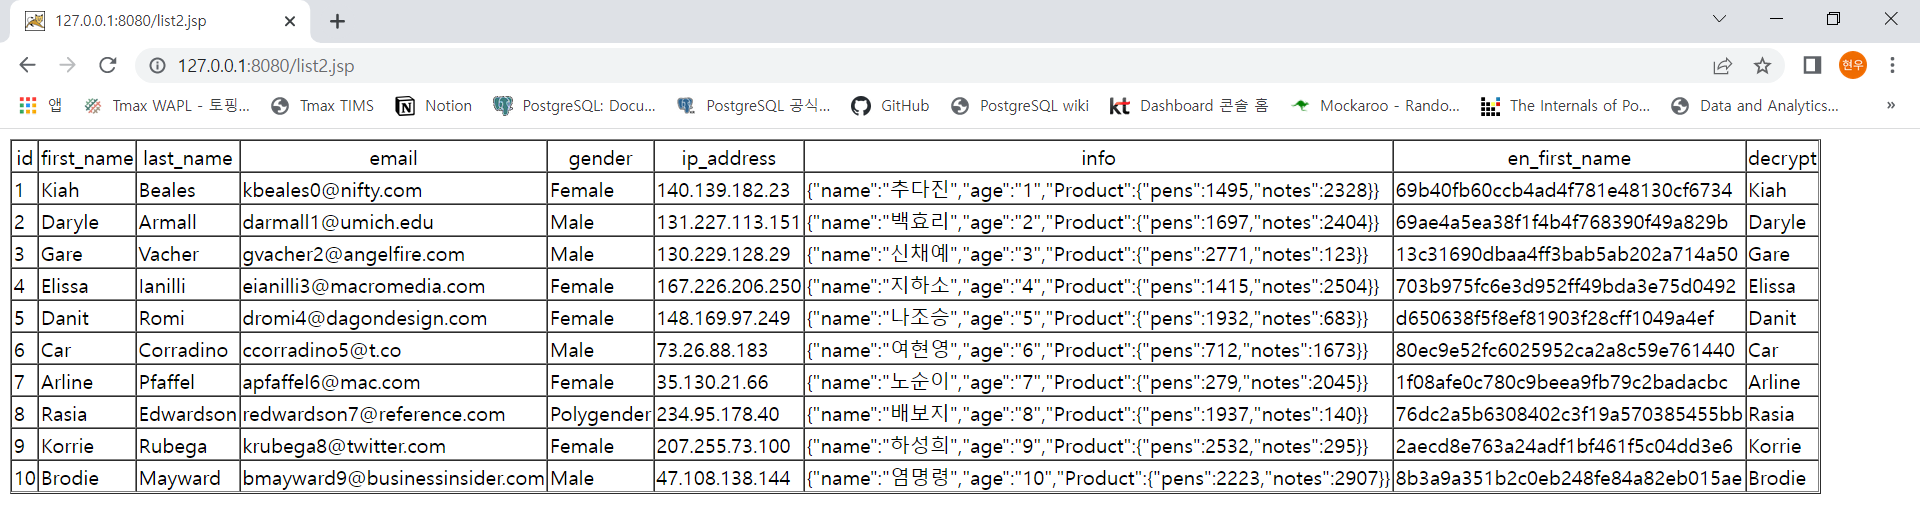 127.0.0.1:8080/list2.jsp
127.0.0.1:8080/list2.jsp
현우
앱 Tmax WAPL - 토핑... Tmax TIMS Notion PostgreSQL: Docu... PostgreSQL 공식... GitHub PostgreSQL wiki kt Dashboard 콘솔 홈 Mockaroo - Rando... The Internals of Po... Data and Analytics... »
id first_name last_name email gender ip_address info en_first_name decrypt
1 Kiah Beales kbeales0@nifty.com Female 140.139.182.23 {"name":"추다진","age":"1","Product":{"pens":1495,"notes":2328}} 69b40fb60ccb4ad4f781e48130cf6734 Kiah
2 Daryle Armall darmall1@umich.edu Male 131.227.113.151 {"name":"백효리","age":"2","Product":{"pens":1697,"notes":2404}} 69ae4a5ea38f1f4b4f768390f49a829b Daryle
3 Gare Vacher gvacher2@angelfire.com Male 130.229.128.29 {"name":"신채예","age":"3","Product":{"pens":2771,"notes":123}} 13c31690dbaa4ff3bab5ab202a714a50 Gare
4 Elissa Ianilli eianilli3@macromedia.com Female 167.226.206.250 {"name":"지하소","age":"4","Product":{"pens":1415,"notes":2504}} 703b975fc6e3d952ff49bda3e75d0492 Elissa
5 Danit Romi dromi4@dagondesign.com Female 148.169.97.249 {"name":"나조승","age":"5","Product":{"pens":1932,"notes":683}} d650638f5f8ef81903f28cff1049a4ef Danit
6 Car Corradino ccorradino5@t.co Male 73.26.88.183 {"name":"여현영","age":"6","Product":{"pens":712,"notes":1673}} 80ec9e52fc6025952ca2a8c59e761440 Car
7 Arline Pfaffel apfaffel6@mac.com Female 35.130.21.66 {"name":"노순이","age":"7","Product":{"pens":279,"notes":2045}} 1f08afe0c780c9beea9fb79c2badacbc Arline
8 Rasia Edwardson redwardson7@reference.com Polygender 234.95.178.40 {"name":"배보지","age":"8","Product":{"pens":1937,"notes":140}} 76dc2a5b6308402c3f19a570385455bb Rasia
9 Korrie Rubega krubega8@twitter.com Female 207.255.73.100 {"name":"하성희","age":"9","Product":{"pens":2532,"notes":295}} 2aecd8e763a24adf1bf461f5c04dd3e6 Korrie
10 Brodie Mayward bmayward9@businessinsider.com Male 47.108.138.144 {"name":"염명령","age":"10","Product":{"pens":2223,"notes":2907}} 8b3a9a351b2c0eb248fe84a82eb015ae Brodie